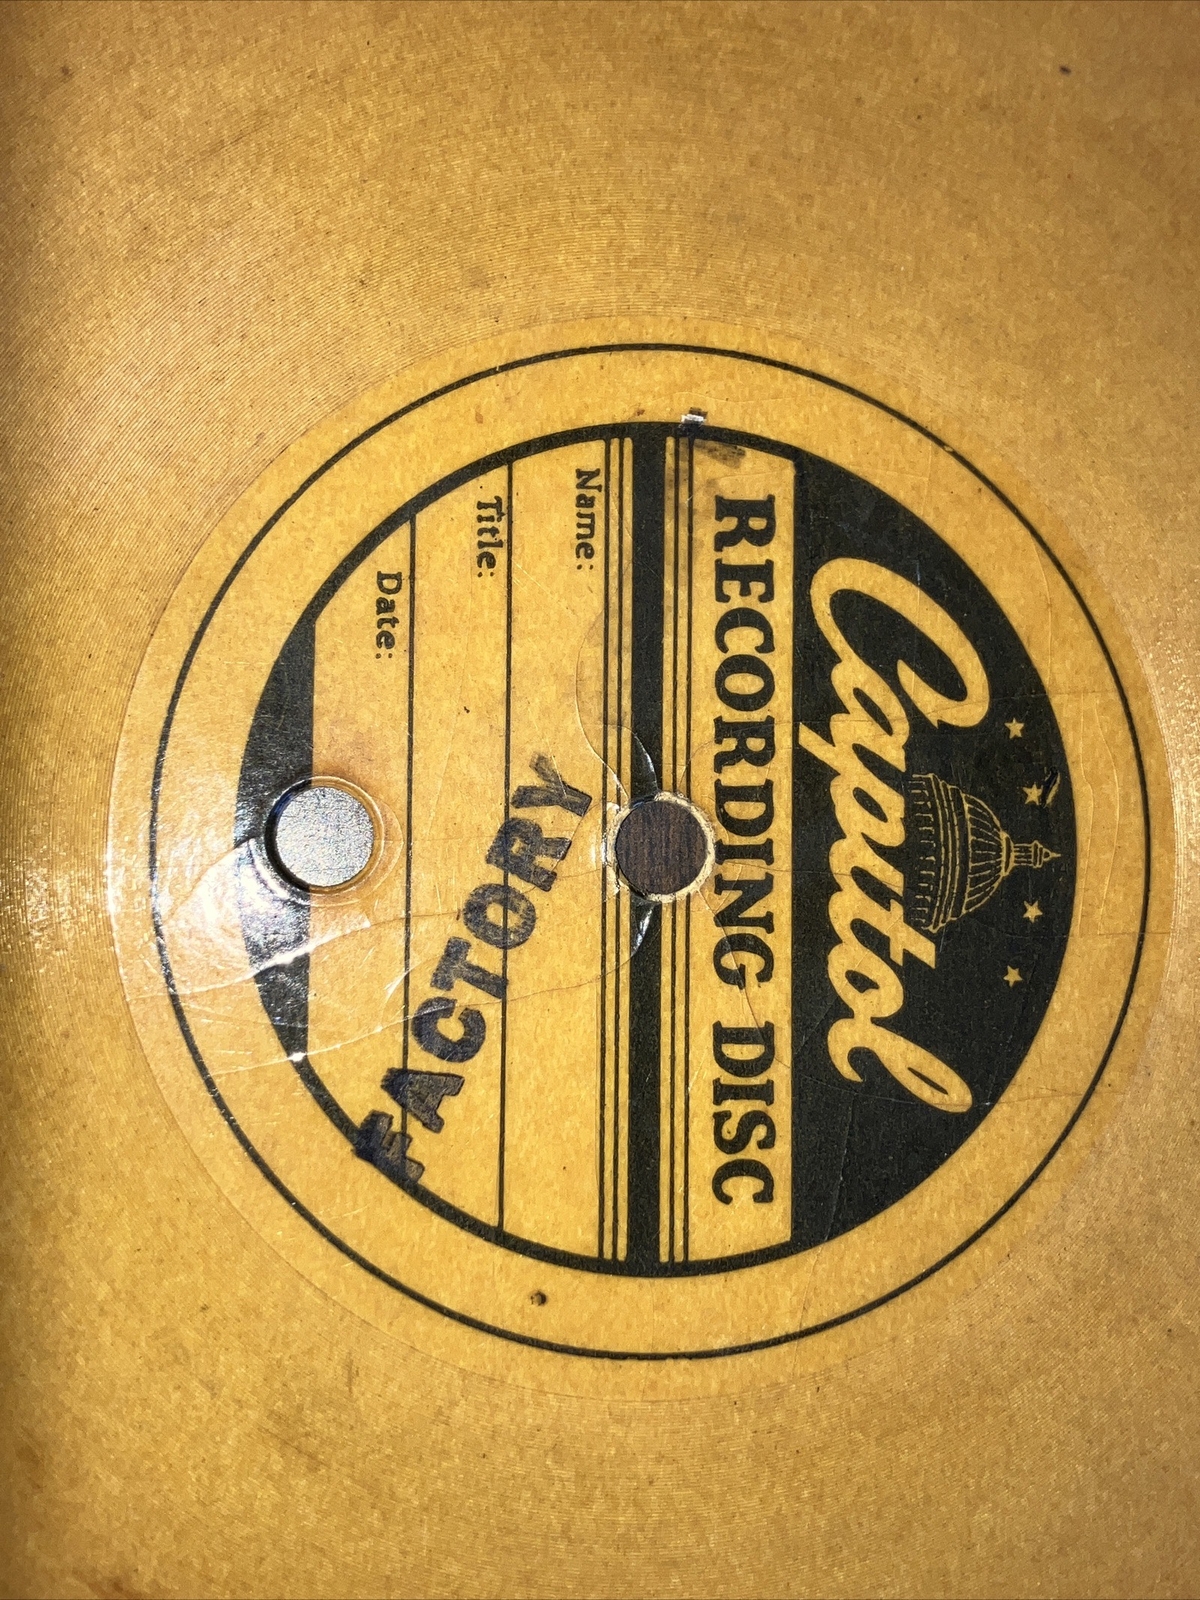 Capitol
RECORDING DISC
Name:
Title:
Date:
FACTORY